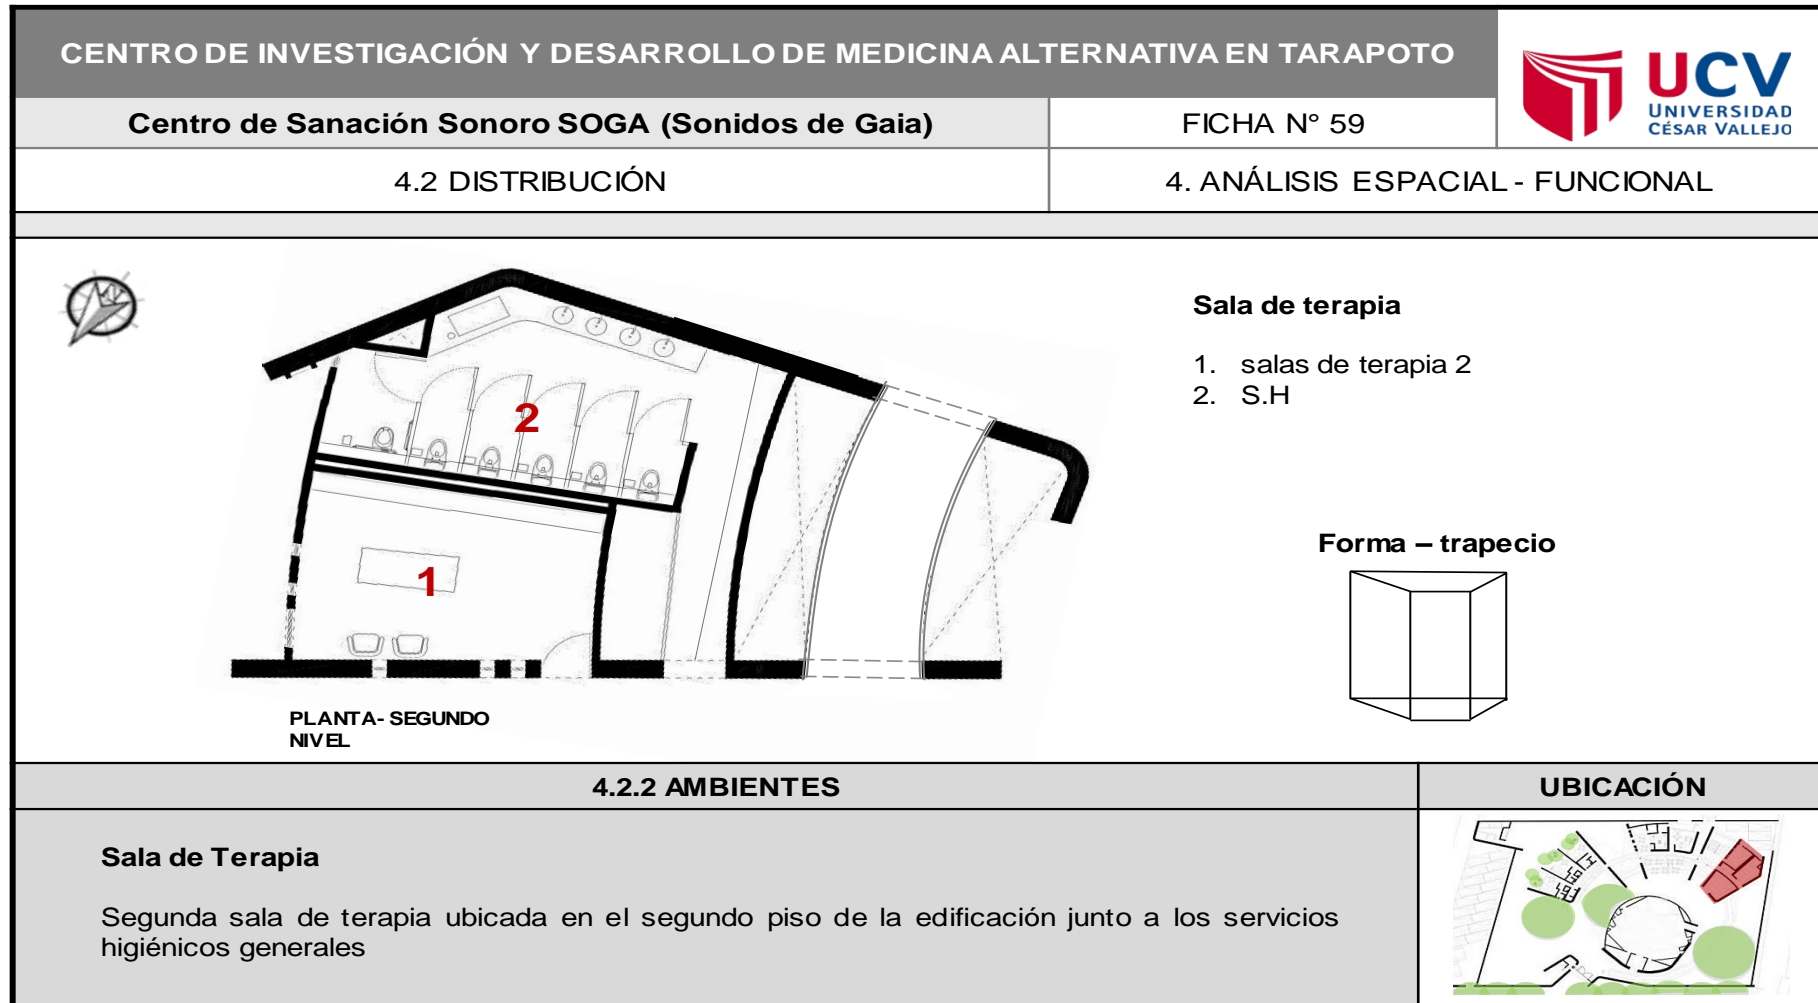 CENTRO DE INVESTIGACIÓN Y DESARROLLO DE MEDICINA ALTERNATIVA EN TARAPOTO
UCV
UNIVERSIDAD
CÉSAR VALLEJO
Centro de Sanación Sonoro SOGA (Sonidos de Gaia)
FICHA N° 59
4.2 DISTRIBUCIÓN
4. ANÁLISIS ESPACIAL - FUNCIONAL
Sala de terapia
1. salas de terapia 2
2. S.H
2
1
Forma – trapecio
PLANTA- SEGUNDO
NIVEL
4.2.2 AMBIENTES
UBICACIÓN
Sala de Terapia
Segunda sala de terapia ubicada en el segundo piso de la edificación junto a los servicios
higiénicos generales